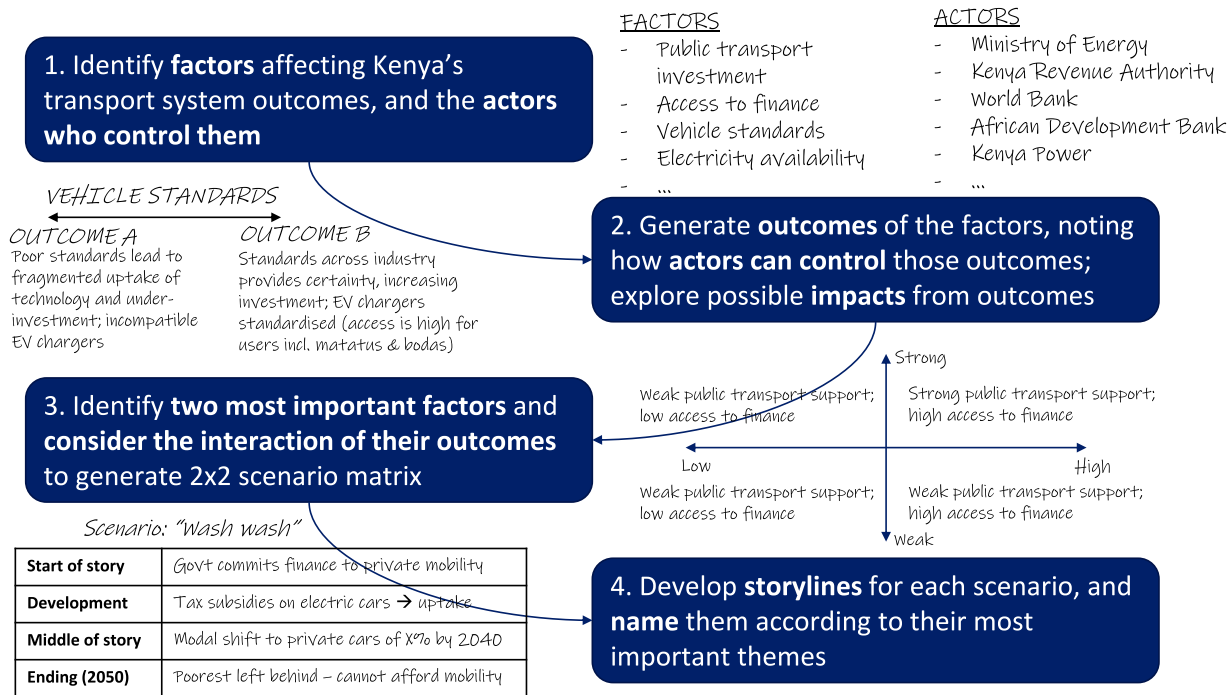 1. Identify factors affecting Kenya's
transport system outcomes, and the actors
who control them
FACTORS
- Public transport
investment
- Access to finance
- Vehicle standards
- Electricity availability
- ...
ACTORS
- Ministry of Energy
- Kenya Revenue Authority
- World Bank
- African Development Bank
- Kenya Power
- ...
VEHICLE STANDARDS
OUTCOME A
Poor standards lead to
fragmented uptake of
technology and under-
investment; incompatible
EV chargers
OUTCOME B
Standards across industry
provides certainty, increasing
investment; EV chargers
standardised (access is high for
users incl. matatus & bodas)
2. Generate outcomes of the factors, noting
how actors can control those outcomes;
explore possible impacts from outcomes
3. Identify two most important factors and
consider the interaction of their outcomes
to generate 2x2 scenario matrix
Strong
Weak public transport support;
low access to finance
Strong public transport support;
high access to finance
Low
High
Weak public transport support;
low access to finance
Weak public transport support;
high access to finance
Weak
Scenario: "Wash wash"
Start of story Govt commits finance to private mobility
Development Tax subsidies on electric cars → uptake
Middle of story Modal shift to private cars of X% by 2040
Ending (2050) Poorest left behind – cannot afford mobility
4. Develop storylines for each scenario, and
name them according to their most
important themes